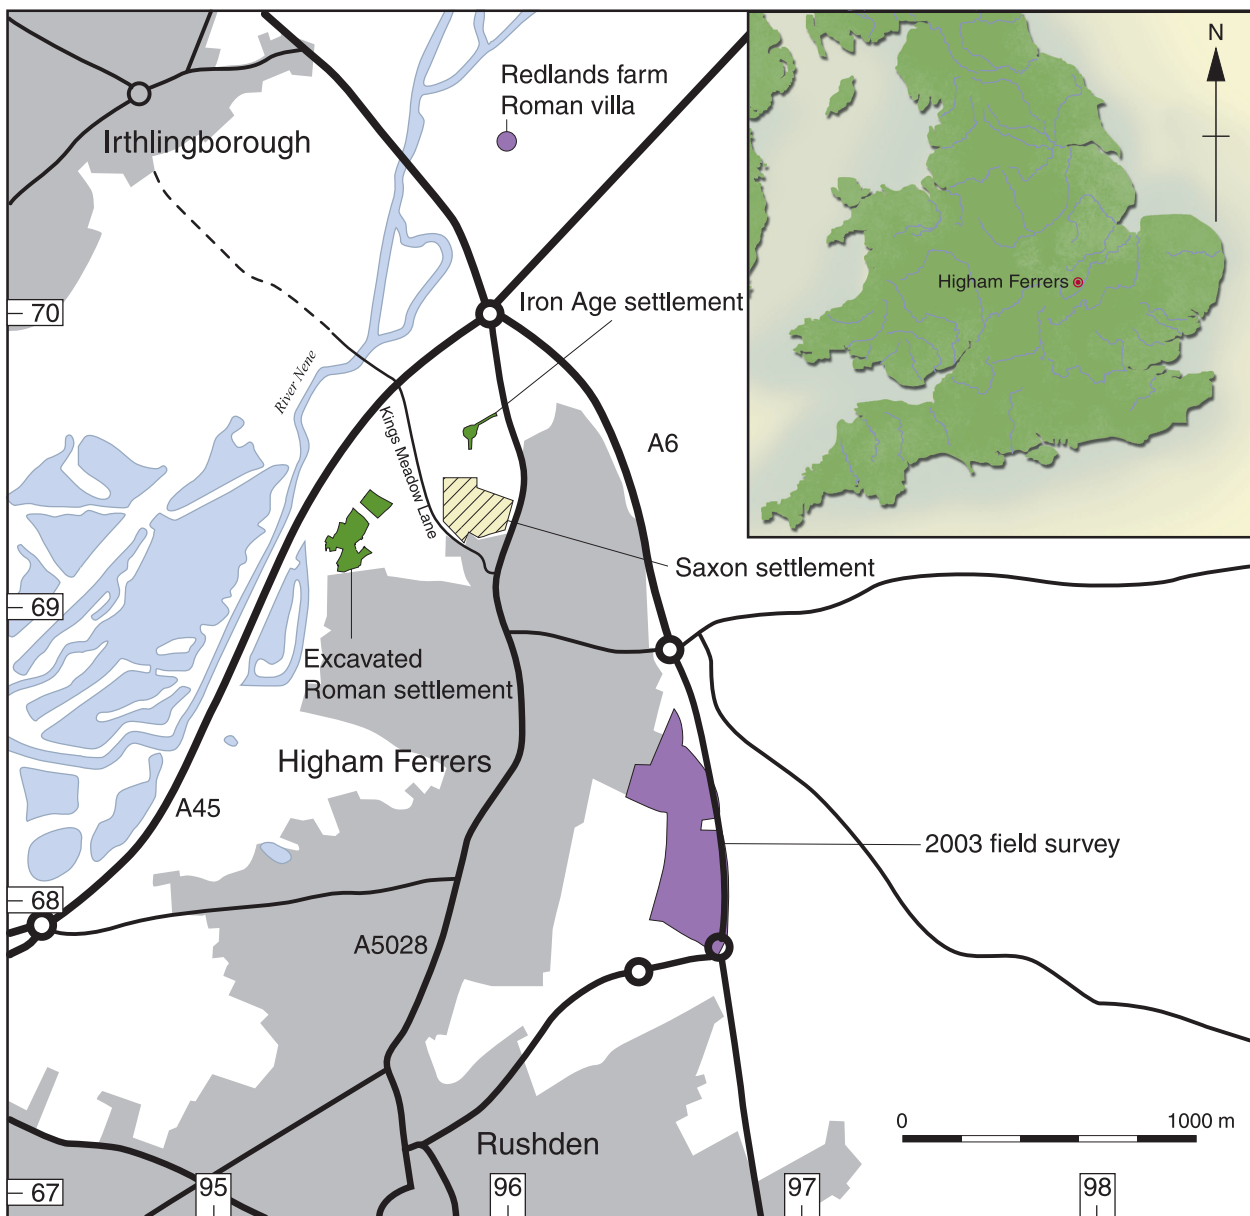 Redlands farm
Roman villa
N
Irthlingborough
Higham Ferrers
Iron Age settlement
70
River Nene
Kings Meadow Lane
A6
Saxon settlement
69
Excavated
Roman settlement
Higham Ferrers
A45
2003 field survey
68
A5028
0
1000 m
Rushden
67
95
96
97
98